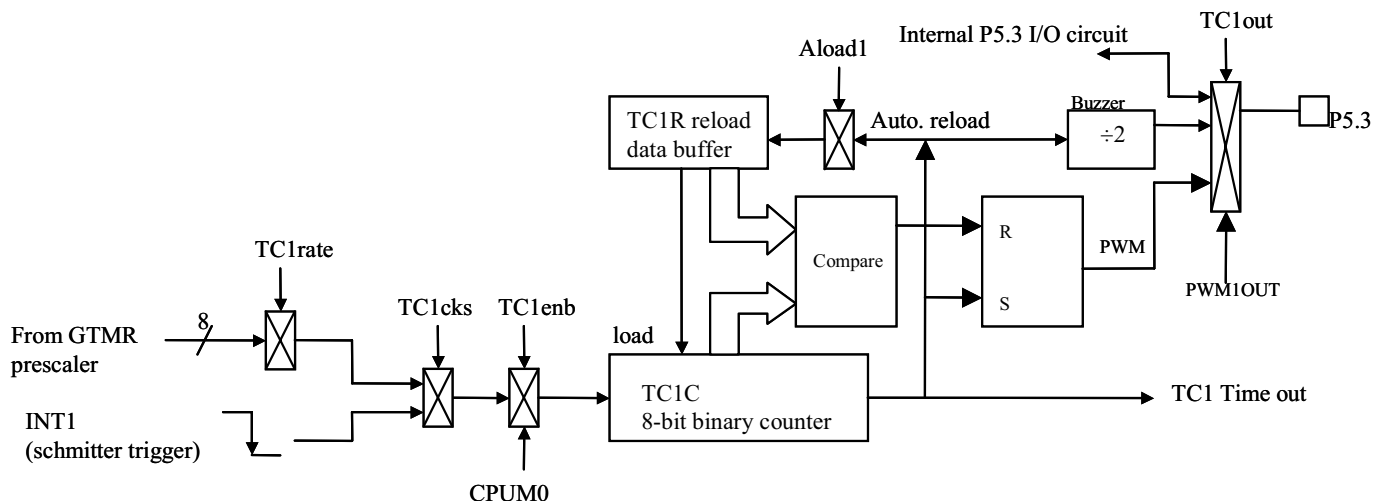 TC1out
Internal P5.3 I/O circuit
Aload1
Buzzer
TC1R reload
data buffer
Auto. reload
÷2
P5.3
TC1rate
Compare
R
S
PWM
PWM1OUT
From GTMR
prescaler
8
TC1cks
TC1enb
load
TC1C
8-bit binary counter
TC1 Time out
INT1
(schmitter trigger)
CPUM0